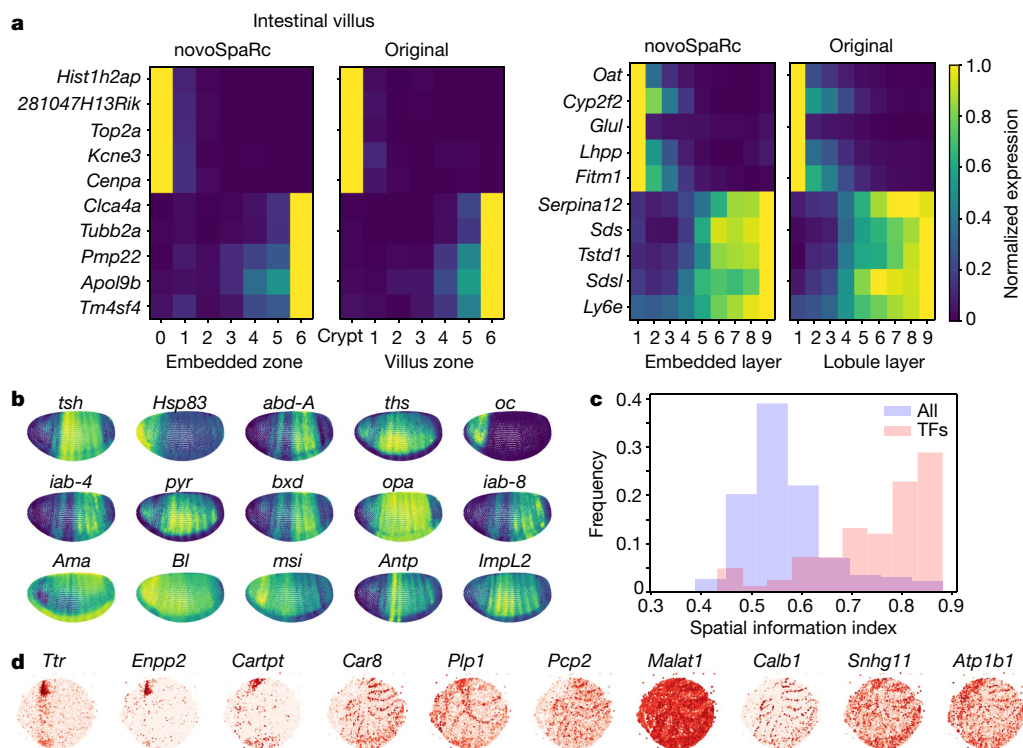 a
Intestinal villus
novoSpaRc
Original
Hist1h2ap
281047H13Rik
Top2a
Kcne3
Cenpa
Clca4a
Tubb2a
Pmp22
Apol9b
Tm4sf4
0 1 2 3 4 5 6
Embedded zone
Crypt 1 2 3 4 5 6
Villus zone
novoSpaRc
Original
Oat
Cyp2f2
Glul
Lhpp
Fitm1
Serpina12
Sds
Tstd1
Sdsl
Ly6e
1 2 3 4 5 6 7 8 9
Embedded layer
1 2 3 4 5 6 7 8 9
Lobule layer
1.0
0.8
0.6
0.4
0.2
0
Normalized expression
b
tsh Hsp83 abd-A ths oc
iab-4 pyr bxd opa iab-8
Ama Bl msi Antp ImpL2
c
All
TFs
0.4
0.3
0.2
0.1
0
Frequency
0.3 0.4 0.5 0.6 0.7 0.8 0.9
Spatial information index
d
Ttr Enpp2 Cartpt Car8 Plp1 Pcp2 Malat1 Calb1 Snhg11 Atp1b1